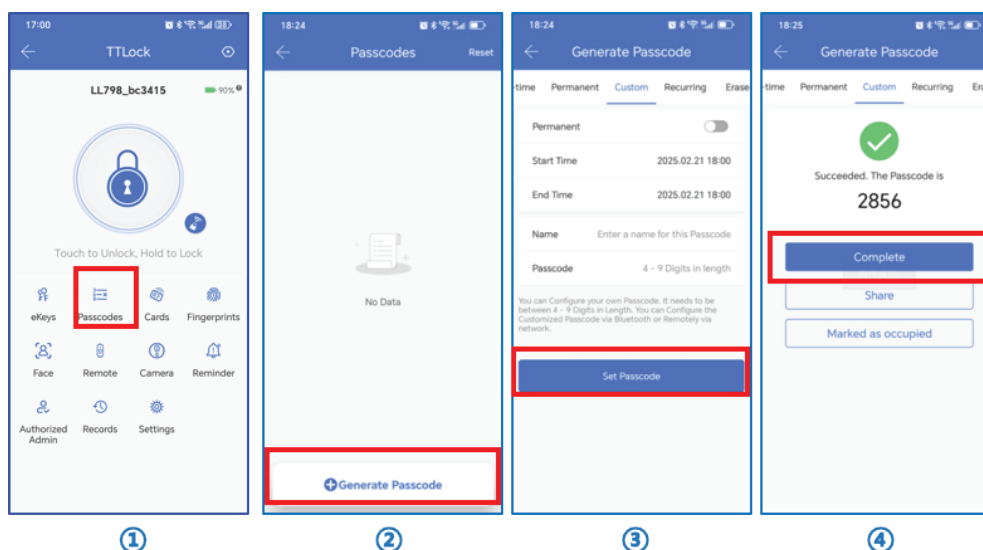 17:00
90%
TTLock
LL798_bc3415
Touch to Unlock, Hold to Lock
eKeys
Passcodes
Cards
Fingerprints
Face
Remote
Camera
Reminder
Authorized
Admin
Records
Settings
①
18:24
Passcodes
Reset
No Data
Generate Passcode
②
18:24
Generate Passcode
-time
Permanent
Custom
Recurring
Erase
Permanent
Start Time
2025.02.21 18:00
End Time
2025.02.21 18:00
Name
Enter a name for this Passcode
Passcode
4 - 9 Digits in length
You can Configure your own Passcode. It needs to be
between 4 - 9 Digits in Length. You can Configure the
Customized Passcode via Bluetooth or Remotely via
network.
Set Passcode
③
18:25
Generate Passcode
-time
Permanent
Custom
Recurring
Era
Succeeded. The Passcode is
2856
Complete
Share
Marked as occupied
④